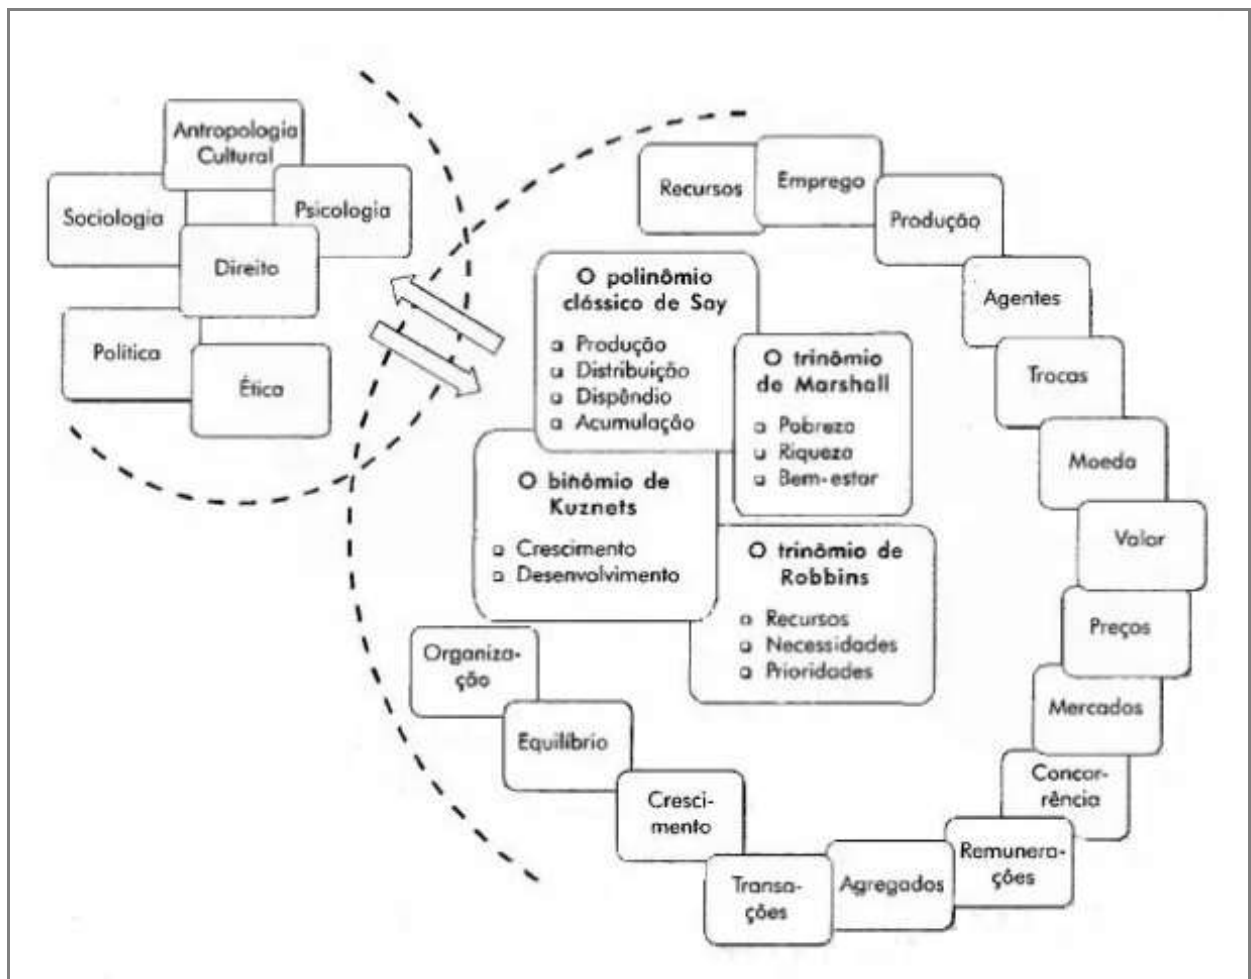 Antropologia
Cultural
Sociologia
Psicologia
Direito
Política
Ética
Recursos
Emprego
Produção
Agentes
Trocas
Moeda
Valor
Preços
Mercados
Concor-
rência
Remunera-
ções
Agregados
Transa-
ções
Cresci-
mento
Equilíbrio
Organiza-
ção
O polinômio
clássico de Say
Produção
Distribuição
Dispêndio
Acumulação
O trinômio
de Marshall
Pobreza
Riqueza
Bem-estar
O binômio de
Kuznets
Crescimento
Desenvolvimento
O trinômio de
Robbins
Recursos
Necessidades
Prioridades